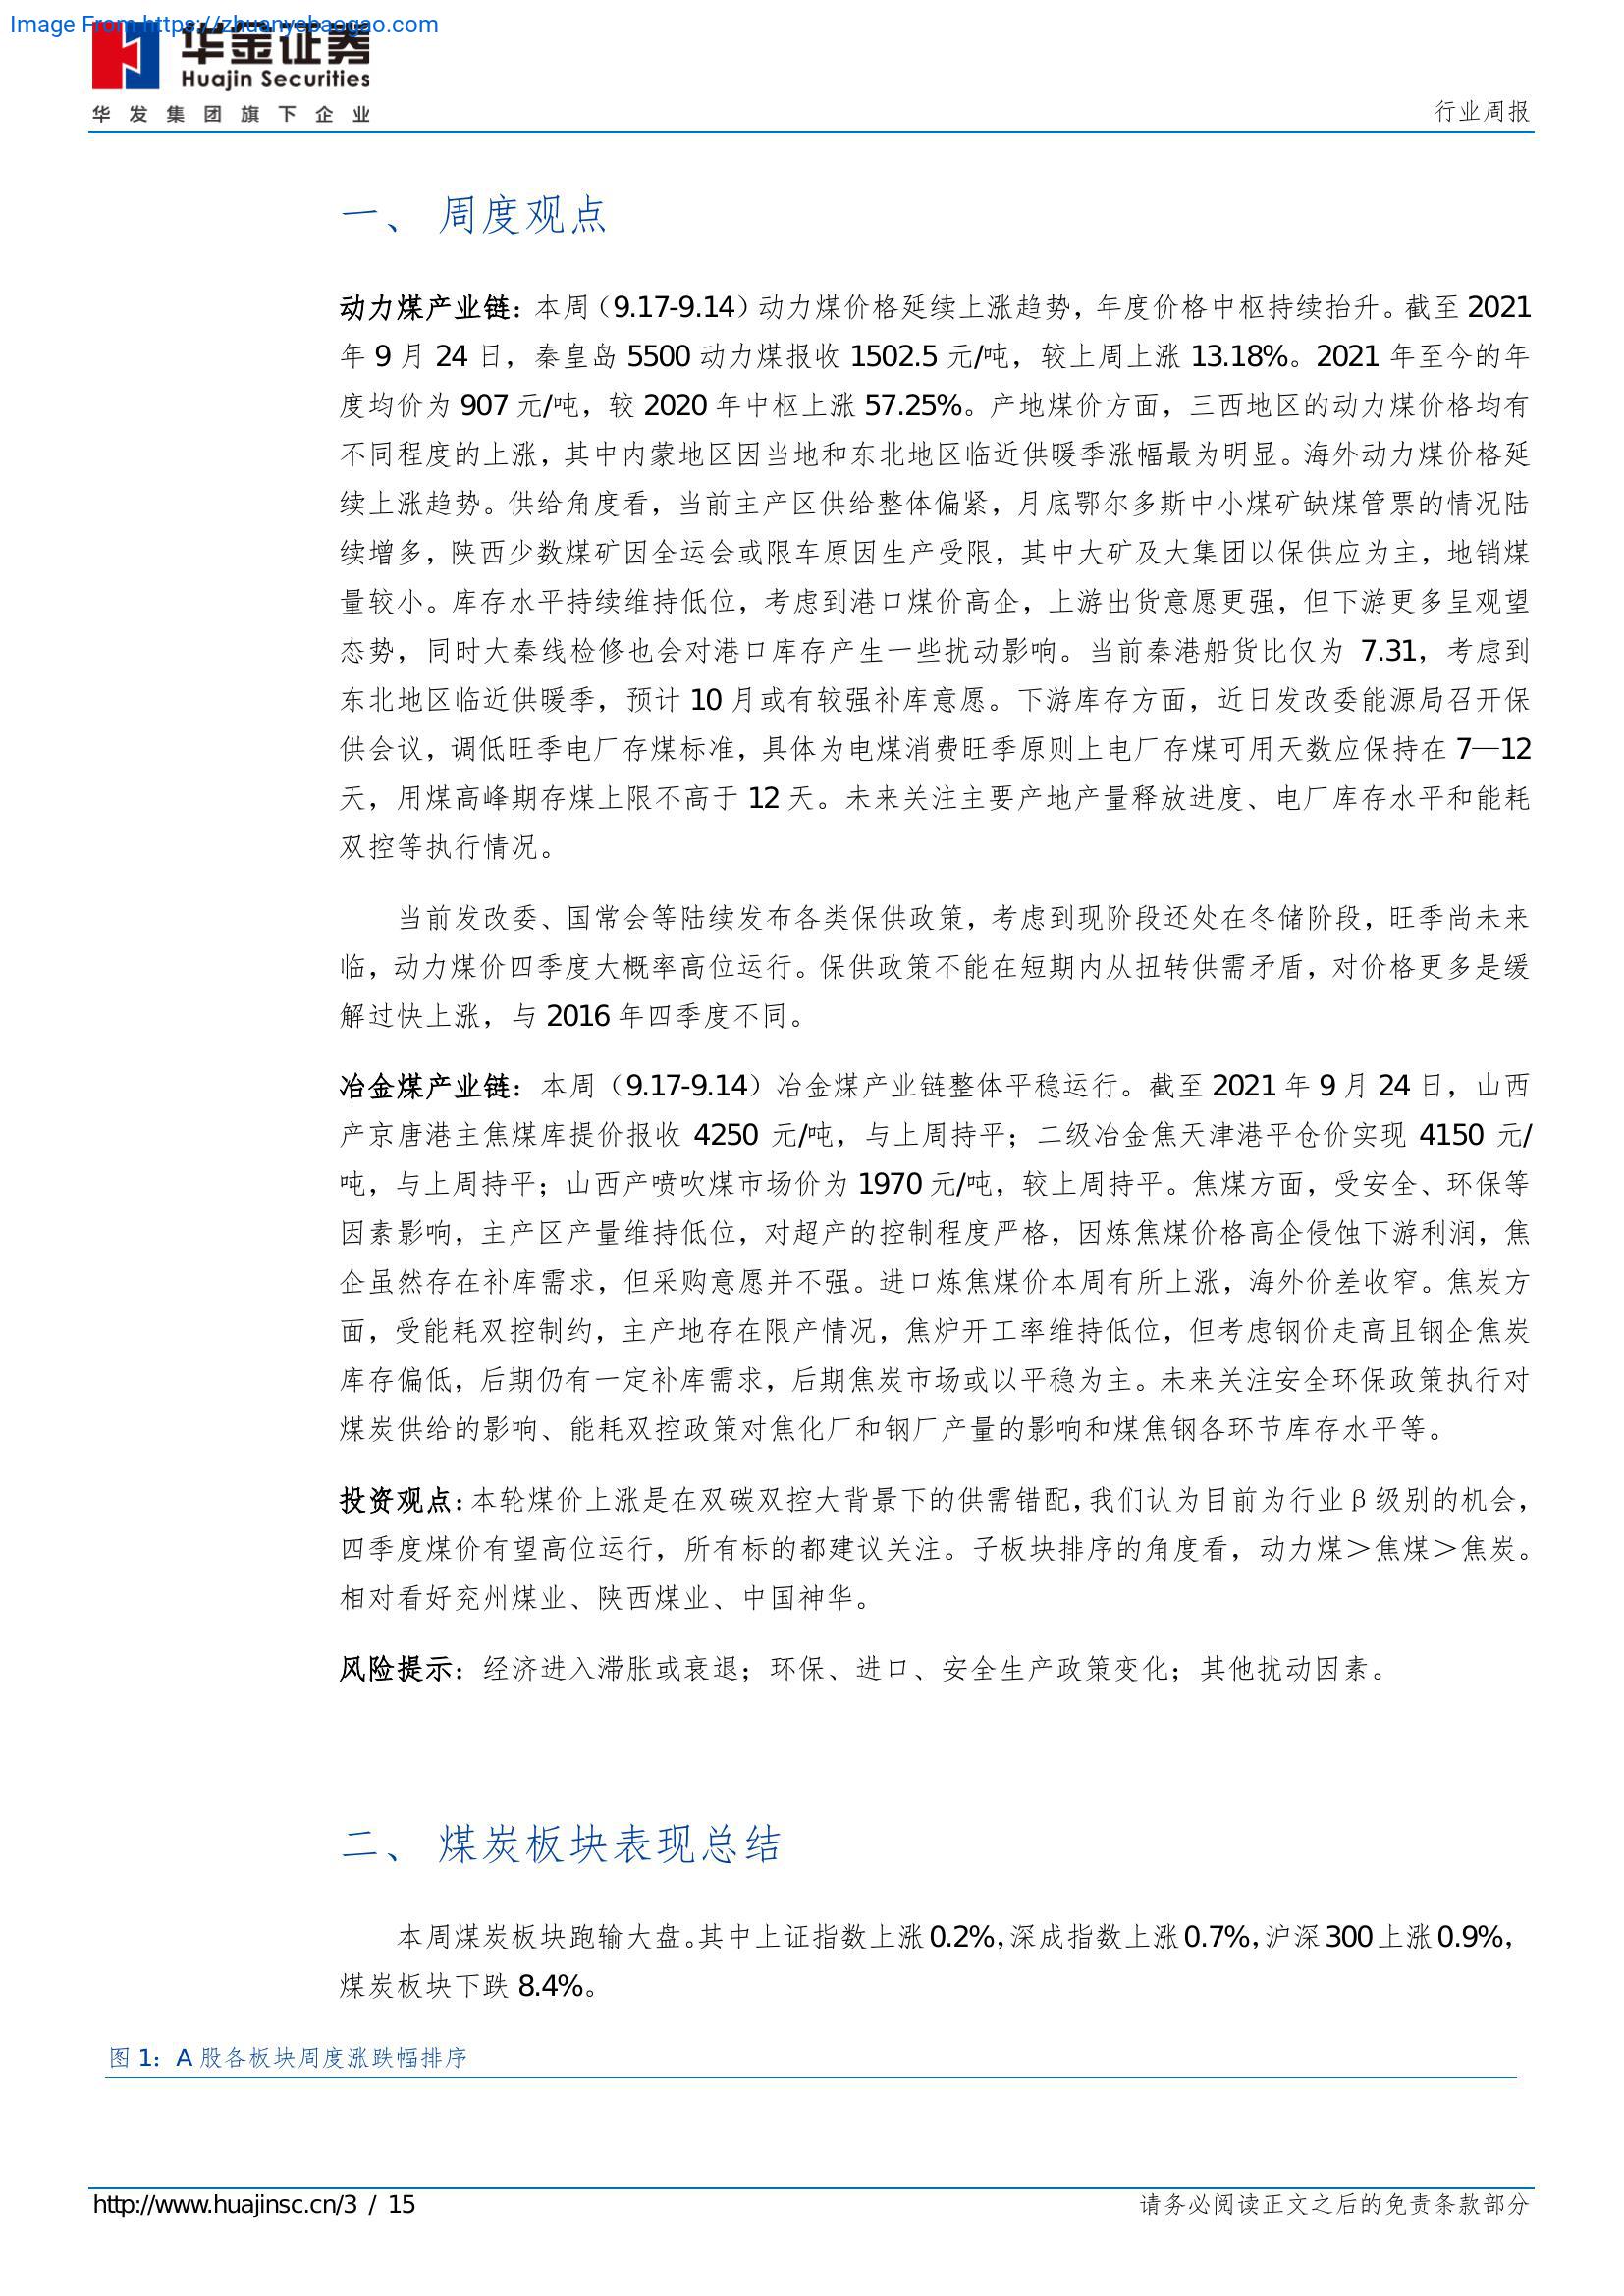 Image From:https://zhuanyebaogao.com
华金证券
Huajin Securities
华发集团旗下企业
行业周报
一、 周度观点
动力煤产业链：本周（9.17-9.14）动力煤价格延续上涨趋势，年度价格中枢持续抬升。截至 2021
年 9 月 24 日，秦皇岛 5500 动力煤报收 1502.5 元/吨，较上周上涨 13.18%。2021 年至今的年
度均价为 907 元/吨，较 2020 年中枢上涨 57.25%。产地煤价方面，三西地区的动力煤价格均有
不同程度的上涨，其中内蒙地区因当地和东北地区临近供暖季涨幅最为明显。海外动力煤价格延
续上涨趋势。供给角度看，当前主产区供给整体偏紧，月底鄂尔多斯中小煤矿缺煤管票的情况陆
续增多，陕西少数煤矿因全运会或限车原因生产受限，其中大矿及大集团以保供应为主，地销煤
量较小。库存水平持续维持低位，考虑到港口煤价高企，上游出货意愿更强，但下游更多呈观望
态势，同时大秦线检修也会对港口库存产生一些扰动影响。当前秦港船货比仅为 7.31，考虑到
东北地区临近供暖季，预计 10 月或有较强补库意愿。下游库存方面，近日发改委能源局召开保
供会议，调低旺季电厂存煤标准，具体为电煤消费旺季原则上电厂存煤可用天数应保持在 7—12
天，用煤高峰期存煤上限不高于 12 天。未来关注主要产地产量释放进度、电厂库存水平和能耗
双控等执行情况。
当前发改委、国常会等陆续发布各类保供政策，考虑到现阶段还处在冬储阶段，旺季尚未来
临，动力煤价四季度大概率高位运行。保供政策不能在短期内从扭转供需矛盾，对价格更多是缓
解过快上涨，与 2016 年四季度不同。
冶金煤产业链：本周（9.17-9.14）冶金煤产业链整体平稳运行。截至 2021 年 9 月 24 日，山西
产京唐港主焦煤库提价报收 4250 元/吨，与上周持平；二级冶金焦天津港平仓价实现 4150 元/
吨，与上周持平；山西产喷吹煤市场价为 1970 元/吨，较上周持平。焦煤方面，受安全、环保等
因素影响，主产区产量维持低位，对超产的控制程度严格，因炼焦煤价格高企侵蚀下游利润，焦
企虽然存在补库需求，但采购意愿并不强。进口炼焦煤价本周有所上涨，海外价差收窄。焦炭方
面，受能耗双控制约，主产地存在限产情况，焦炉开工率维持低位，但考虑钢价走高且钢企焦炭
库存偏低，后期仍有一定补库需求，后期焦炭市场或以平稳为主。未来关注安全环保政策执行对
煤炭供给的影响、能耗双控政策对焦化厂和钢厂产量的影响和煤焦钢各环节库存水平等。
投资观点：本轮煤价上涨是在双碳双控大背景下的供需错配，我们认为目前为行业 β 级别的机会，
四季度煤价有望高位运行，所有标的都建议关注。子板块排序的角度看，动力煤＞焦煤＞焦炭。
相对看好兖州煤业、陕西煤业、中国神华。
风险提示：经济进入滞胀或衰退；环保、进口、安全生产政策变化；其他扰动因素。
二、 煤炭板块表现总结
本周煤炭板块跑输大盘。其中上证指数上涨 0.2%，深成指数上涨 0.7%，沪深 300 上涨 0.9%，
煤炭板块下跌 8.4%。
图 1：A 股各板块周度涨跌幅排序
http://www.huajinsc.cn/3 / 15
请务必阅读正文之后的免责条款部分